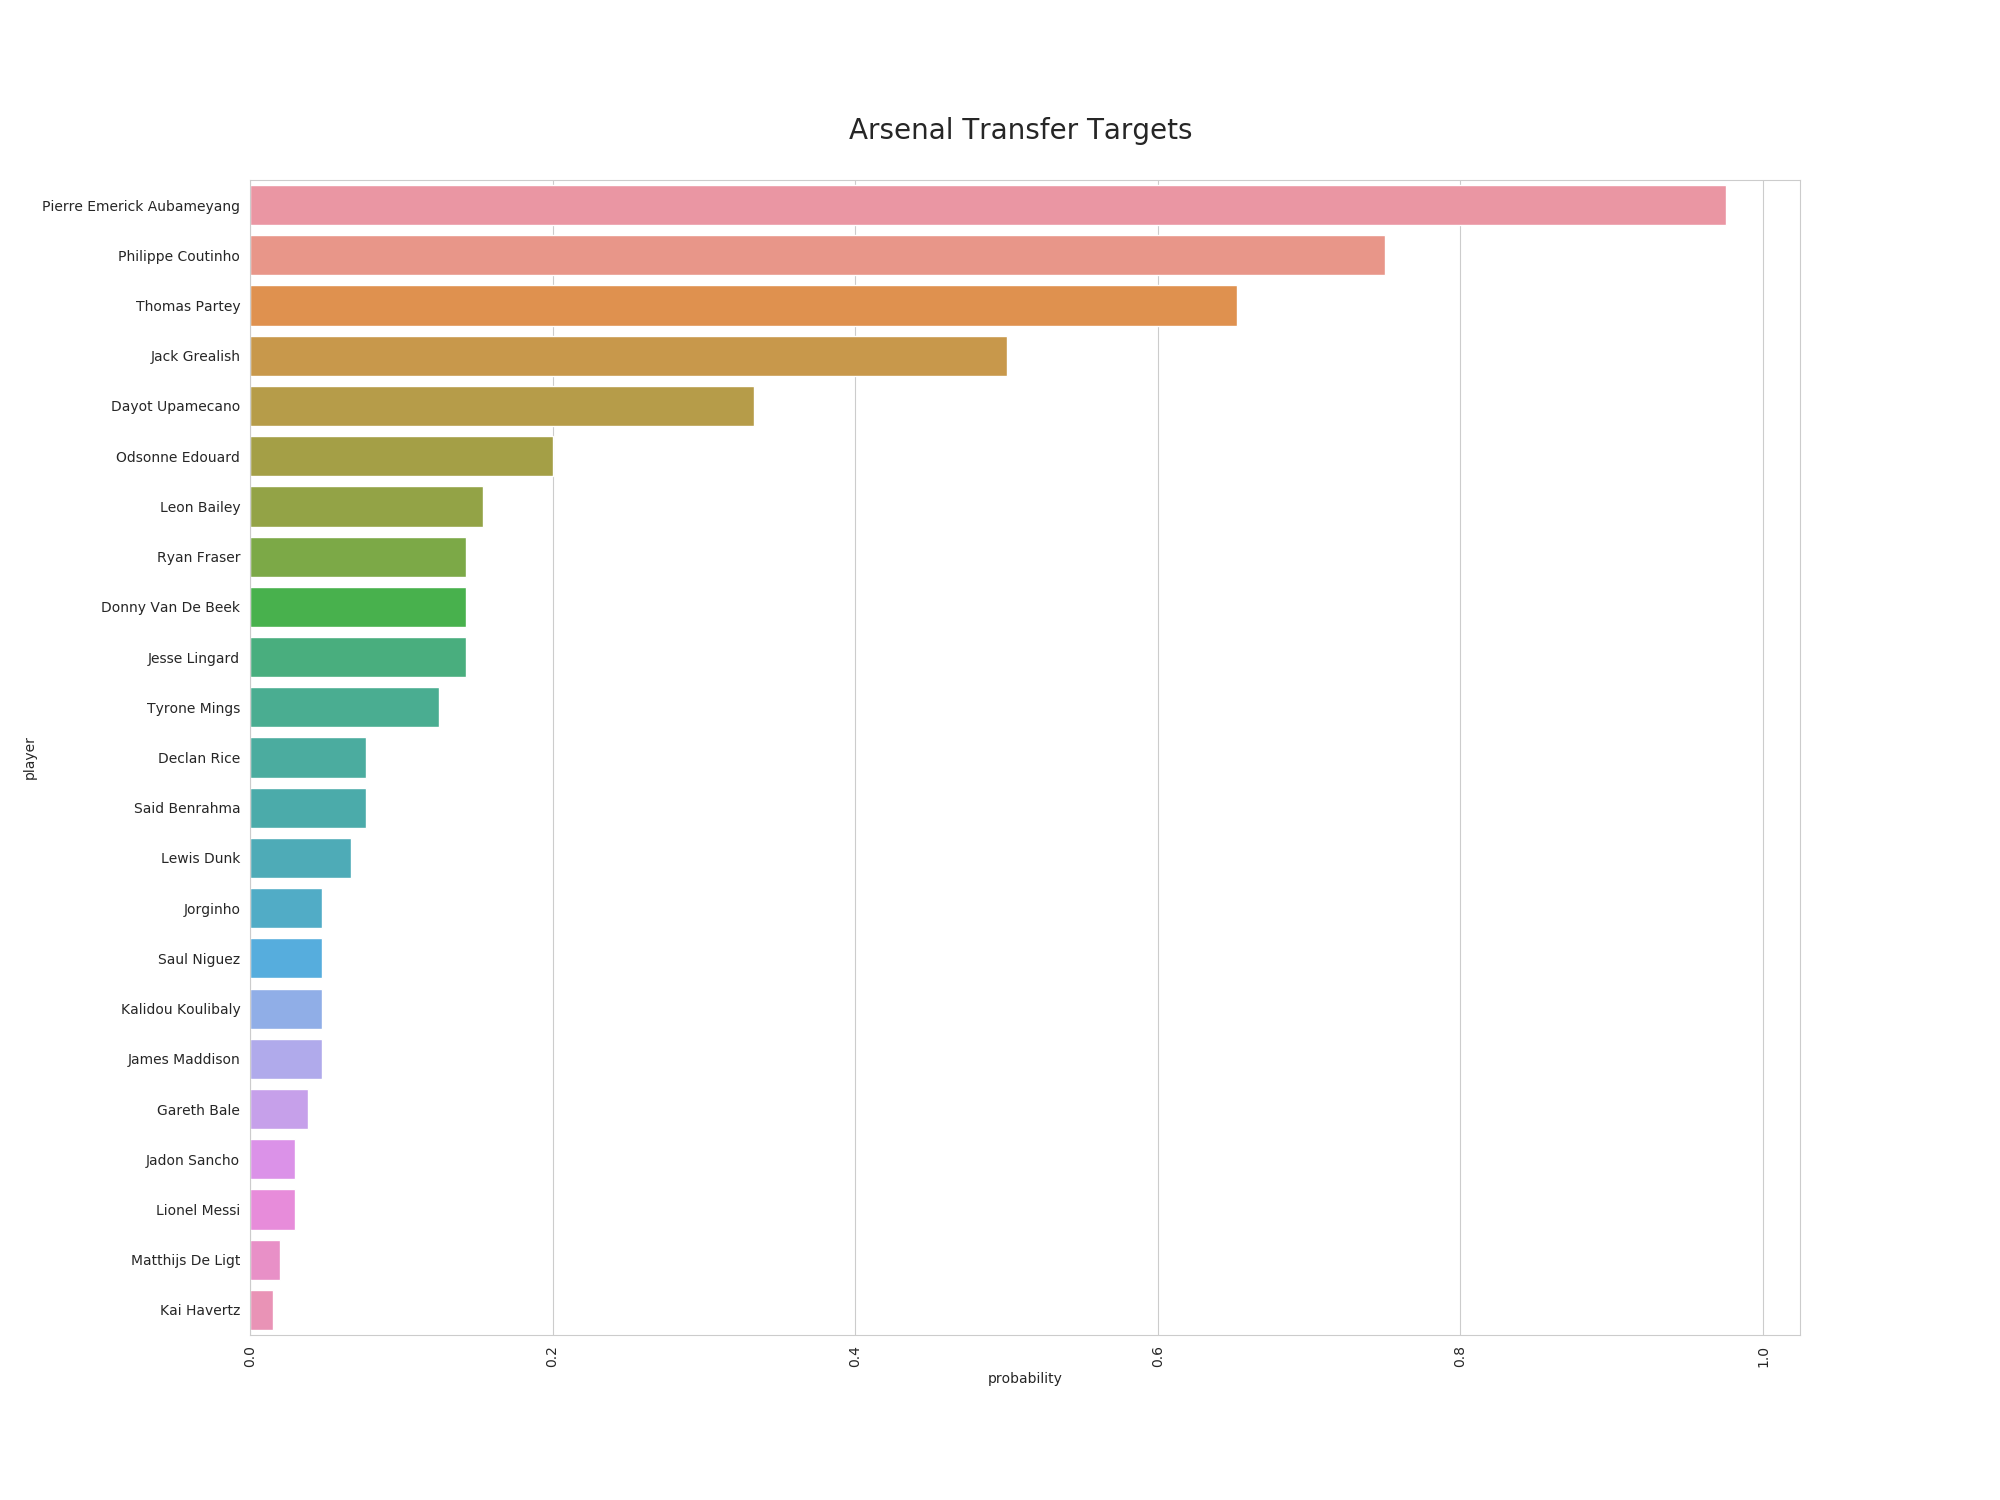 Arsenal Transfer Targets
Pierre Emerick Aubameyang
Philippe Coutinho
Thomas Partey
Jack Grealish
Dayot Upamecano
Odsonne Edouard
Leon Bailey
Ryan Fraser
Donny Van De Beek
Jesse Lingard
Tyrone Mings
Declan Rice
Said Benrahma
Lewis Dunk
Jorginho
Saul Niguez
Kalidou Koulibaly
James Maddison
Gareth Bale
Jadon Sancho
Lionel Messi
Matthijs De Ligt
Kai Havertz
player
0.0
0.2
0.4
0.6
0.8
1.0
probability